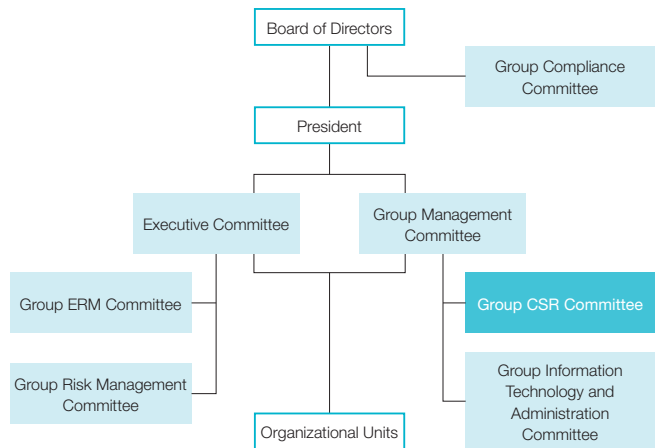 Board of Directors
Group Compliance
Committee
President
Executive Committee
Group Management
Committee
Group ERM Committee
Group CSR Committee
Group Risk Management
Committee
Group Information
Technology and
Administration
Committee
Organizational Units